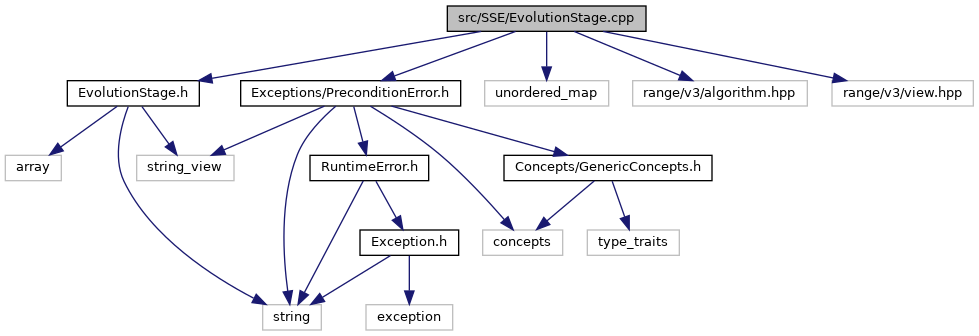 src/SSE/EvolutionStage.cpp
EvolutionStage.h
Exceptions/PreconditionError.h
unordered_map
range/v3/algorithm.hpp
range/v3/view.hpp
array
string_view
RuntimeError.h
Concepts/GenericConcepts.h
Exception.h
concepts
type_traits
string
exception